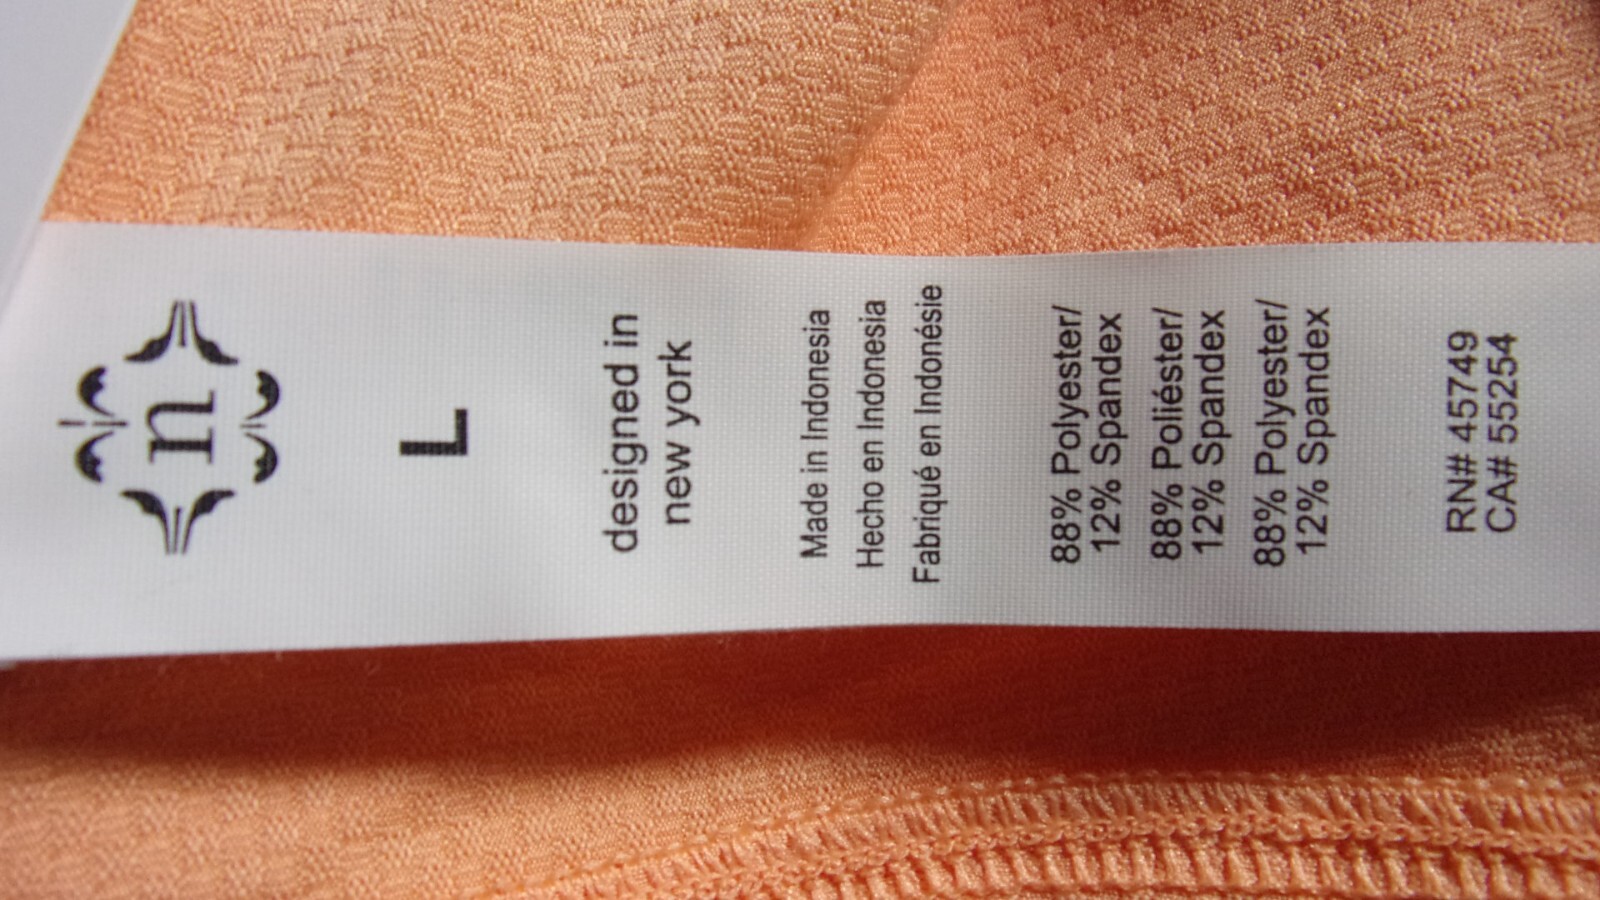 n
L
designed in
new york
Made in Indonesia
Hecho en Indonesia
Fabriqué en Indonésie
88% Polyester/
12% Spandex
88% Poliéster/
12% Spandex
88% Polyester/
12% Spandex
RN# 45749
CA# 55254